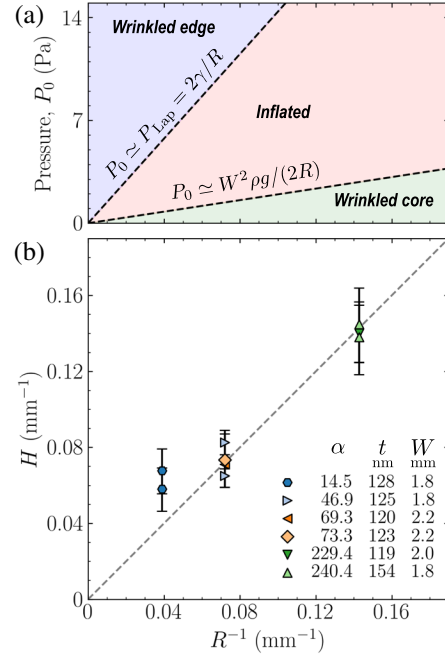 (a)
14
7
0
Pressure, P₀ (Pa)
Wrinkled edge
P₀ ≃ P_Lap = 2γ/R
Inflated
P₀ ≃ W²ρg/(2R)
Wrinkled core
(b)
0.16
0.12
0.08
0.04
0
H (mm⁻¹)
α t W
nm mm
14.5 128 1.8
46.9 125 1.8
69.3 120 2.2
73.3 123 2.2
229.4 119 2.0
240.4 154 1.8
0 0.04 0.08 0.12 0.16
R⁻¹ (mm⁻¹)